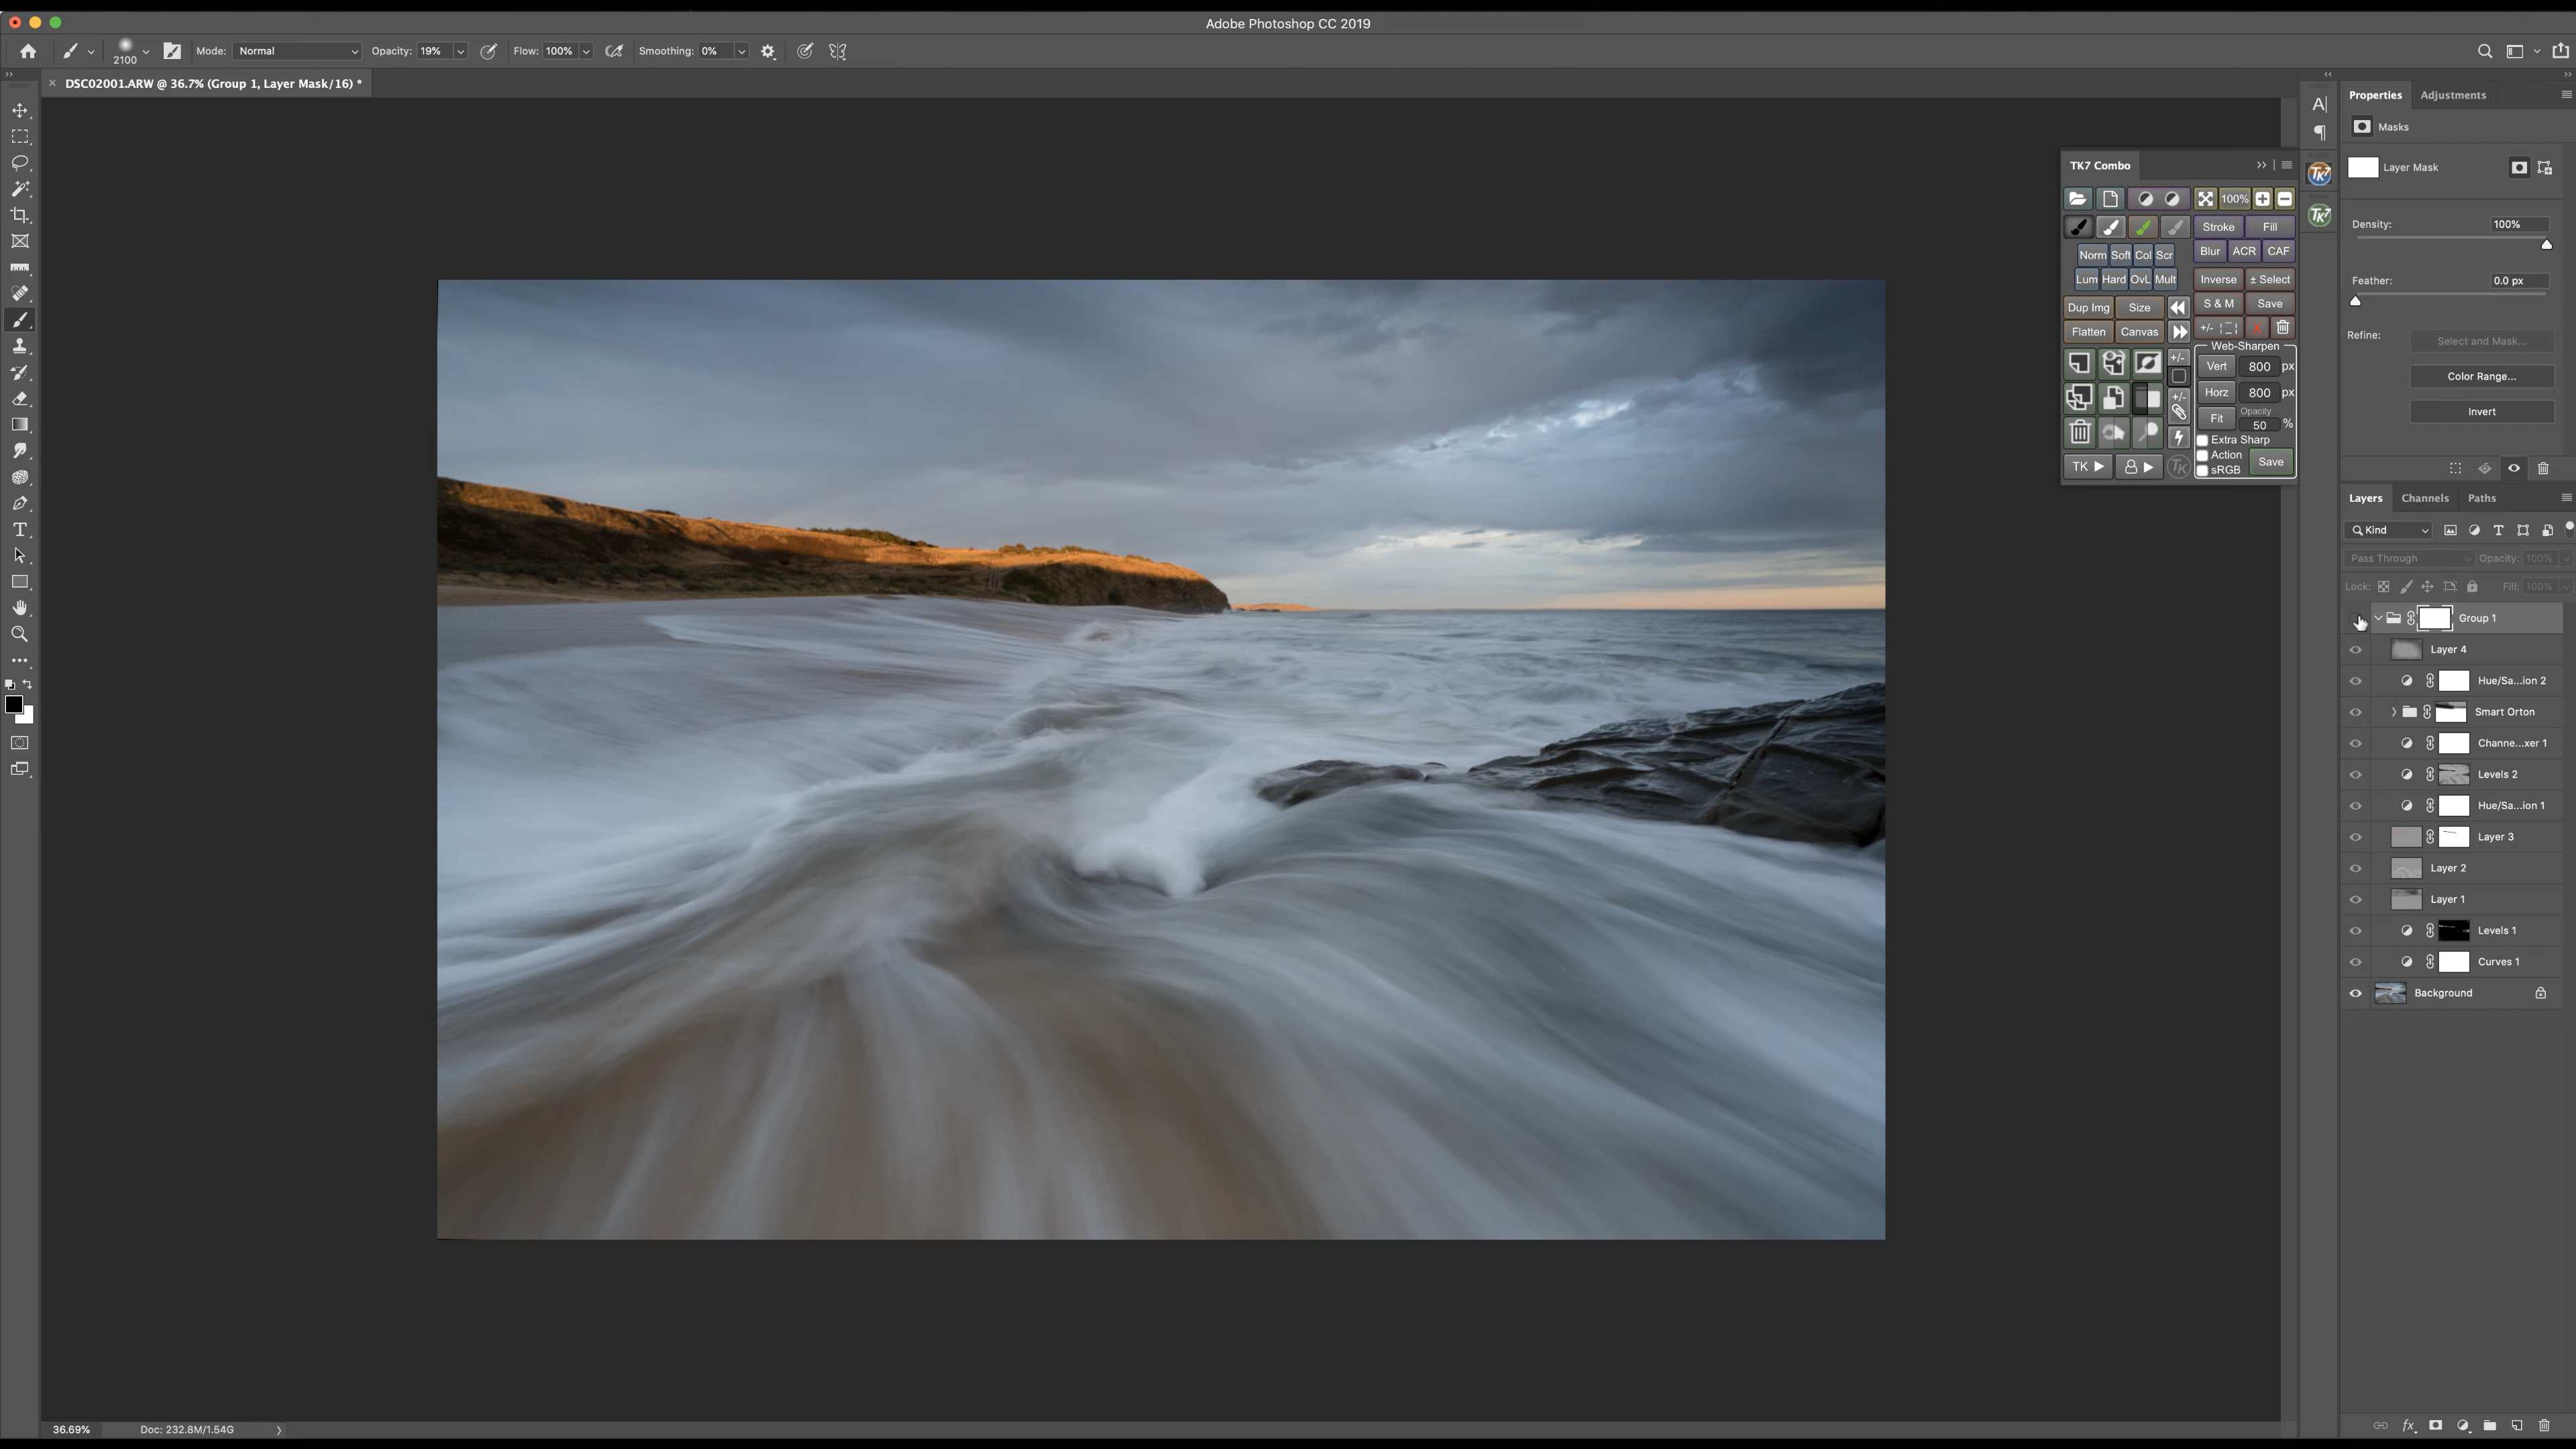 Adobe Photoshop CC 2019
2100 Mode: Normal Opacity: 19% Flow: 100% Smoothing: 0%
DSC02001.ARW @ 36.7% (Group 1, Layer Mask/16) *
Properties Adjustments
Masks
Layer Mask
Density: 100%
Feather: 0.0 px
Refine: Select and Mask...
Color Range...
Invert
TK7 Combo
100%
Stroke Fill
Norm Soft Col Scr Blur ACR CAF
Lum Hard OvL Mult Inverse ± Select
Dup Img Size S & M Save
Flatten Canvas +/- X
Web-Sharpen
+/- Vert 800 px
+/- Horz 800 px
Fit Opacity 50 %
Extra Sharp
Action
sRGB Save
TK
TK
TK7
TK7
A
Layers Channels Paths
Kind
Pass Through Opacity: 100%
Lock: Fill: 100%
Group 1
Layer 4
Hue/Sa...ion 2
Smart Orton
Channe...xer 1
Levels 2
Hue/Sa...ion 1
Layer 3
Layer 2
Layer 1
Levels 1
Curves 1
Background
fx
36.69% Doc: 232.8M/1.54G